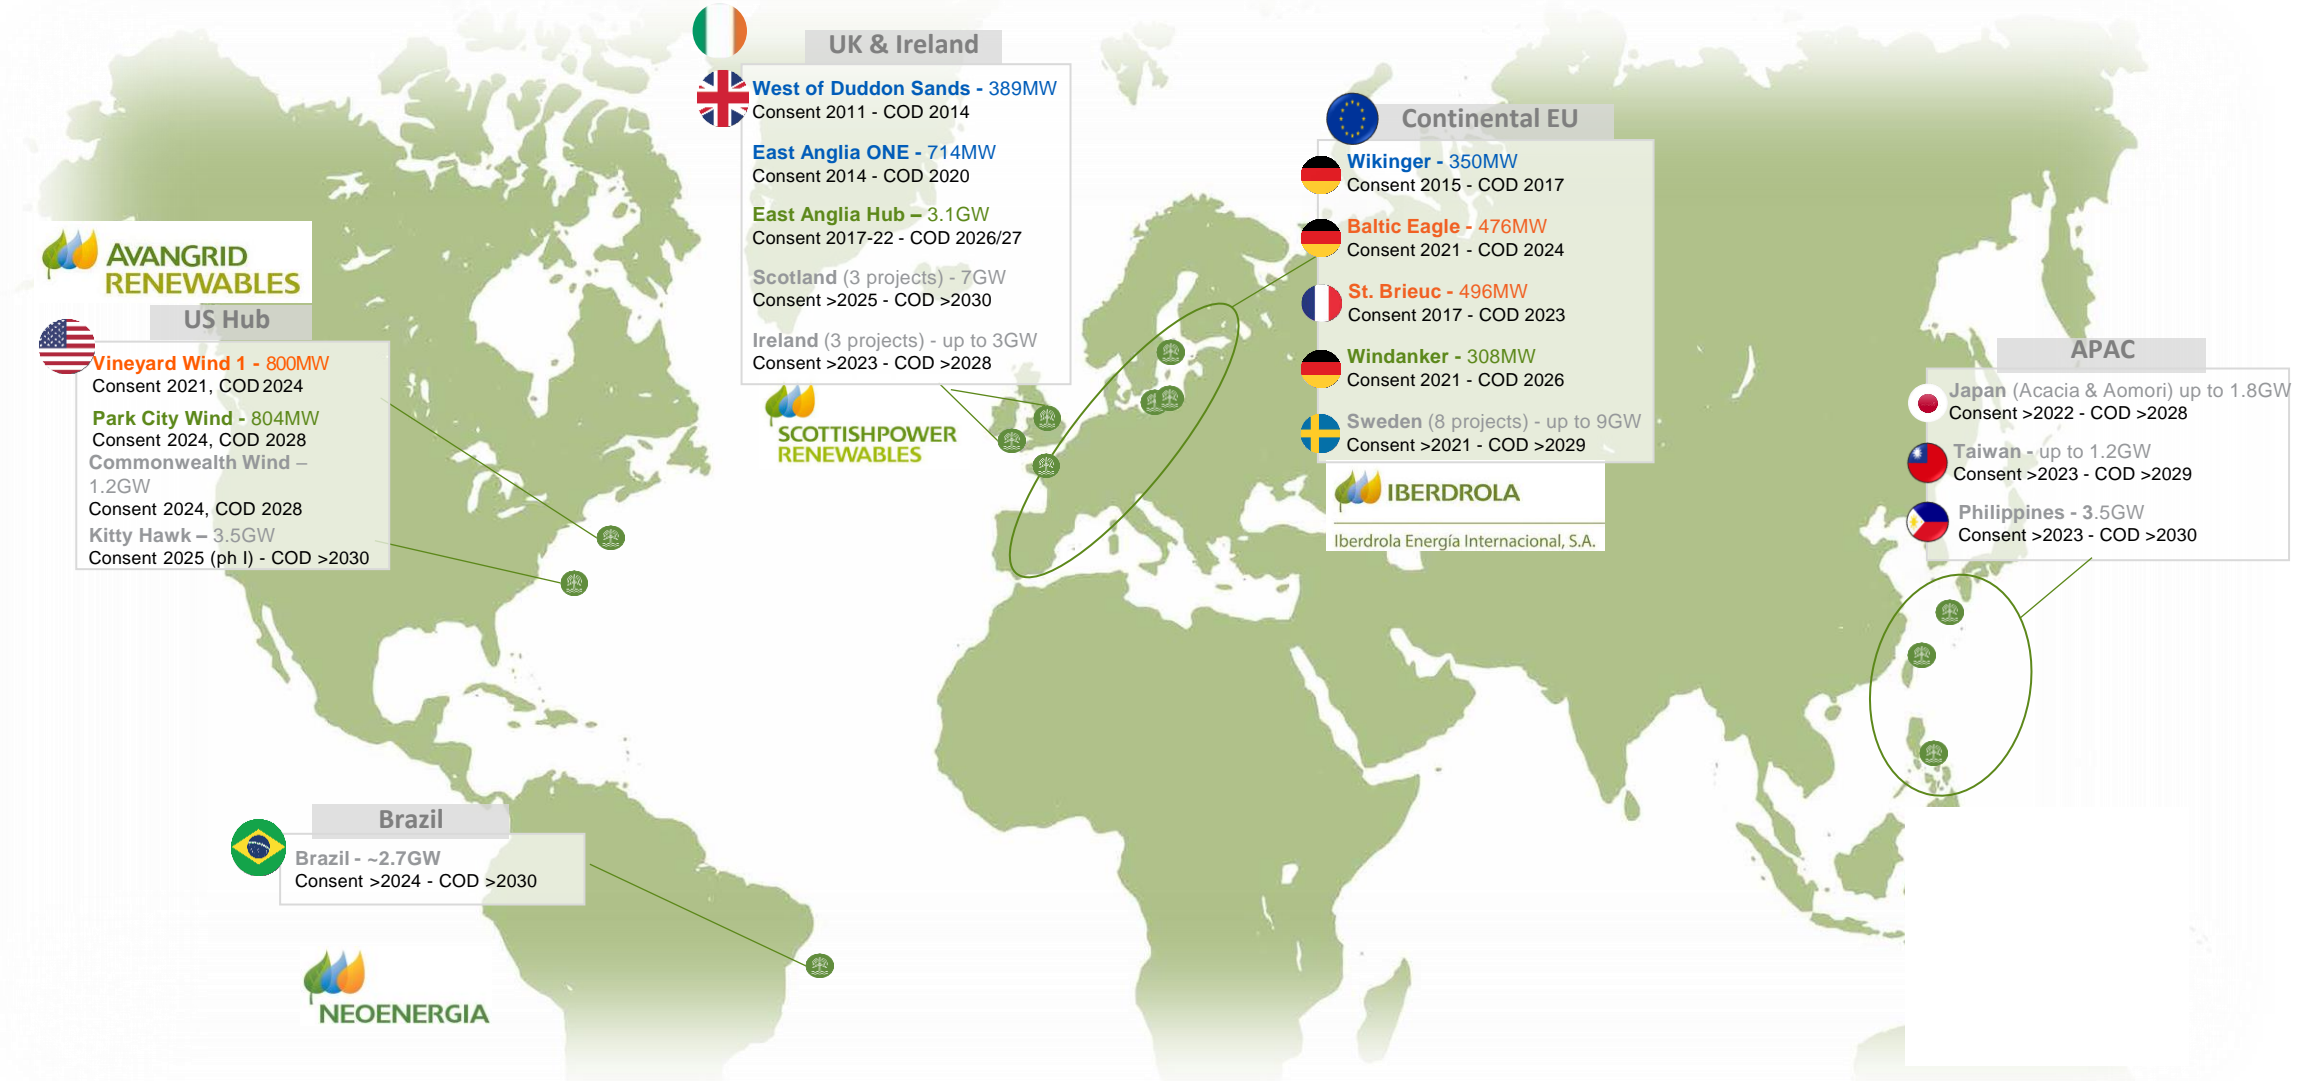 UK & Ireland
West of Duddon Sands - 389MW
Consent 2011 - COD 2014
East Anglia ONE - 714MW
Consent 2014 - COD 2020
East Anglia Hub – 3.1GW
Consent 2017-22 - COD 2026/27
Scotland (3 projects) - 7GW
Consent >2025 - COD >2030
Ireland (3 projects) - up to 3GW
Consent >2023 - COD >2028
SCOTTISHPOWER
RENEWABLES
Continental EU
Wikinger - 350MW
Consent 2015 - COD 2017
Baltic Eagle - 476MW
Consent 2021 - COD 2024
St. Brieuc - 496MW
Consent 2017 - COD 2023
Windanker - 308MW
Consent 2021 - COD 2026
Sweden (8 projects) - up to 9GW
Consent >2021 - COD >2029
IBERDROLA
Iberdrola Energía Internacional, S.A.
AVANGRID
RENEWABLES
US Hub
Vineyard Wind 1 - 800MW
Consent 2021, COD 2024
Park City Wind - 804MW
Consent 2024, COD 2028
Commonwealth Wind –
1.2GW
Consent 2024, COD 2028
Kitty Hawk – 3.5GW
Consent 2025 (ph I) - COD >2030
APAC
Japan (Acacia & Aomori) up to 1.8GW
Consent >2022 - COD >2028
Taiwan - up to 1.2GW
Consent >2023 - COD >2029
Philippines - 3.5GW
Consent >2023 - COD >2030
Brazil
Brazil - ~2.7GW
Consent >2024 - COD >2030
NEOENERGIA